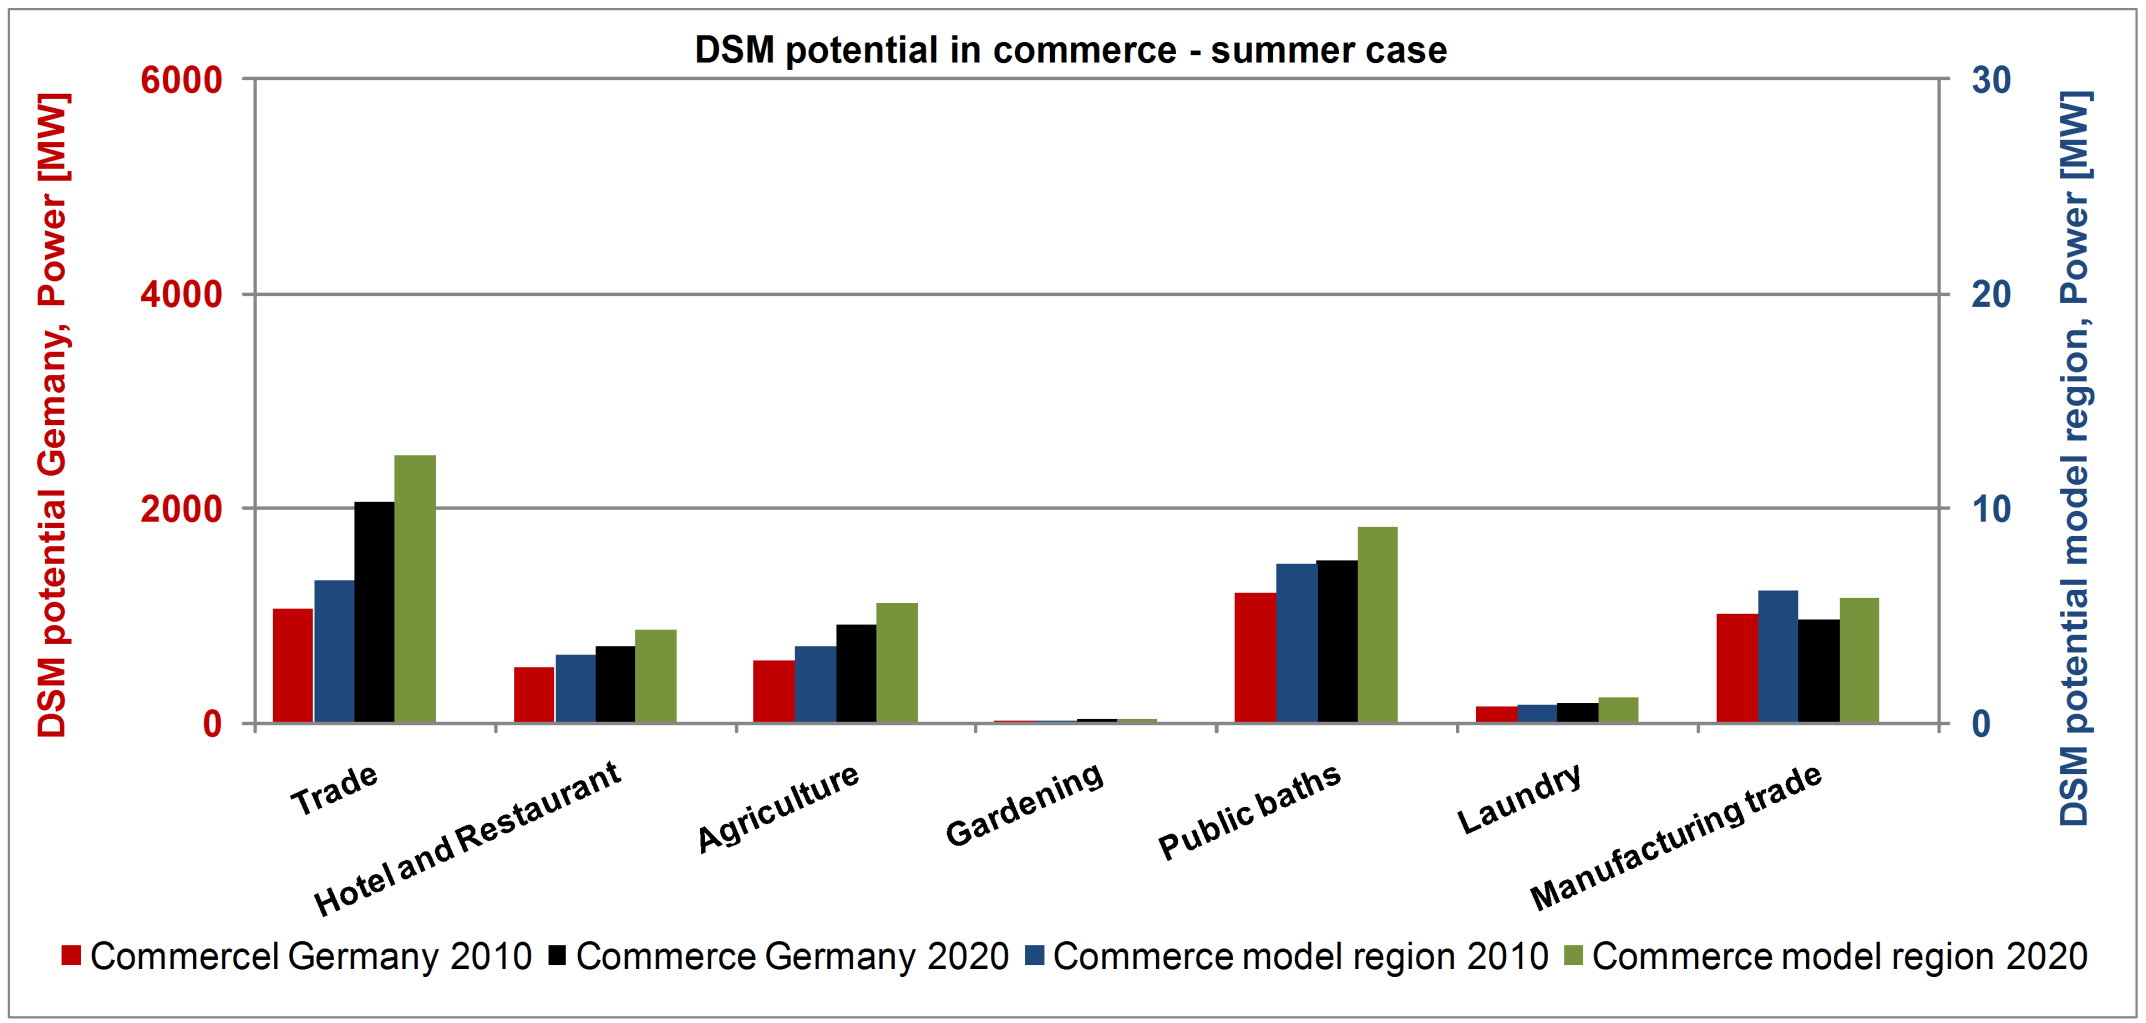 DSM potential in commerce - summer case
DSM potential Gemany, Power [MW]
6000
4000
2000
0
30
20
10
0
DSM potential model region, Power [MW]
Trade
Hotel and Restaurant
Agriculture
Gardening
Public baths
Laundry
Manufacturing trade
Commercel Germany 2010 Commerce Germany 2020 Commerce model region 2010 Commerce model region 2020